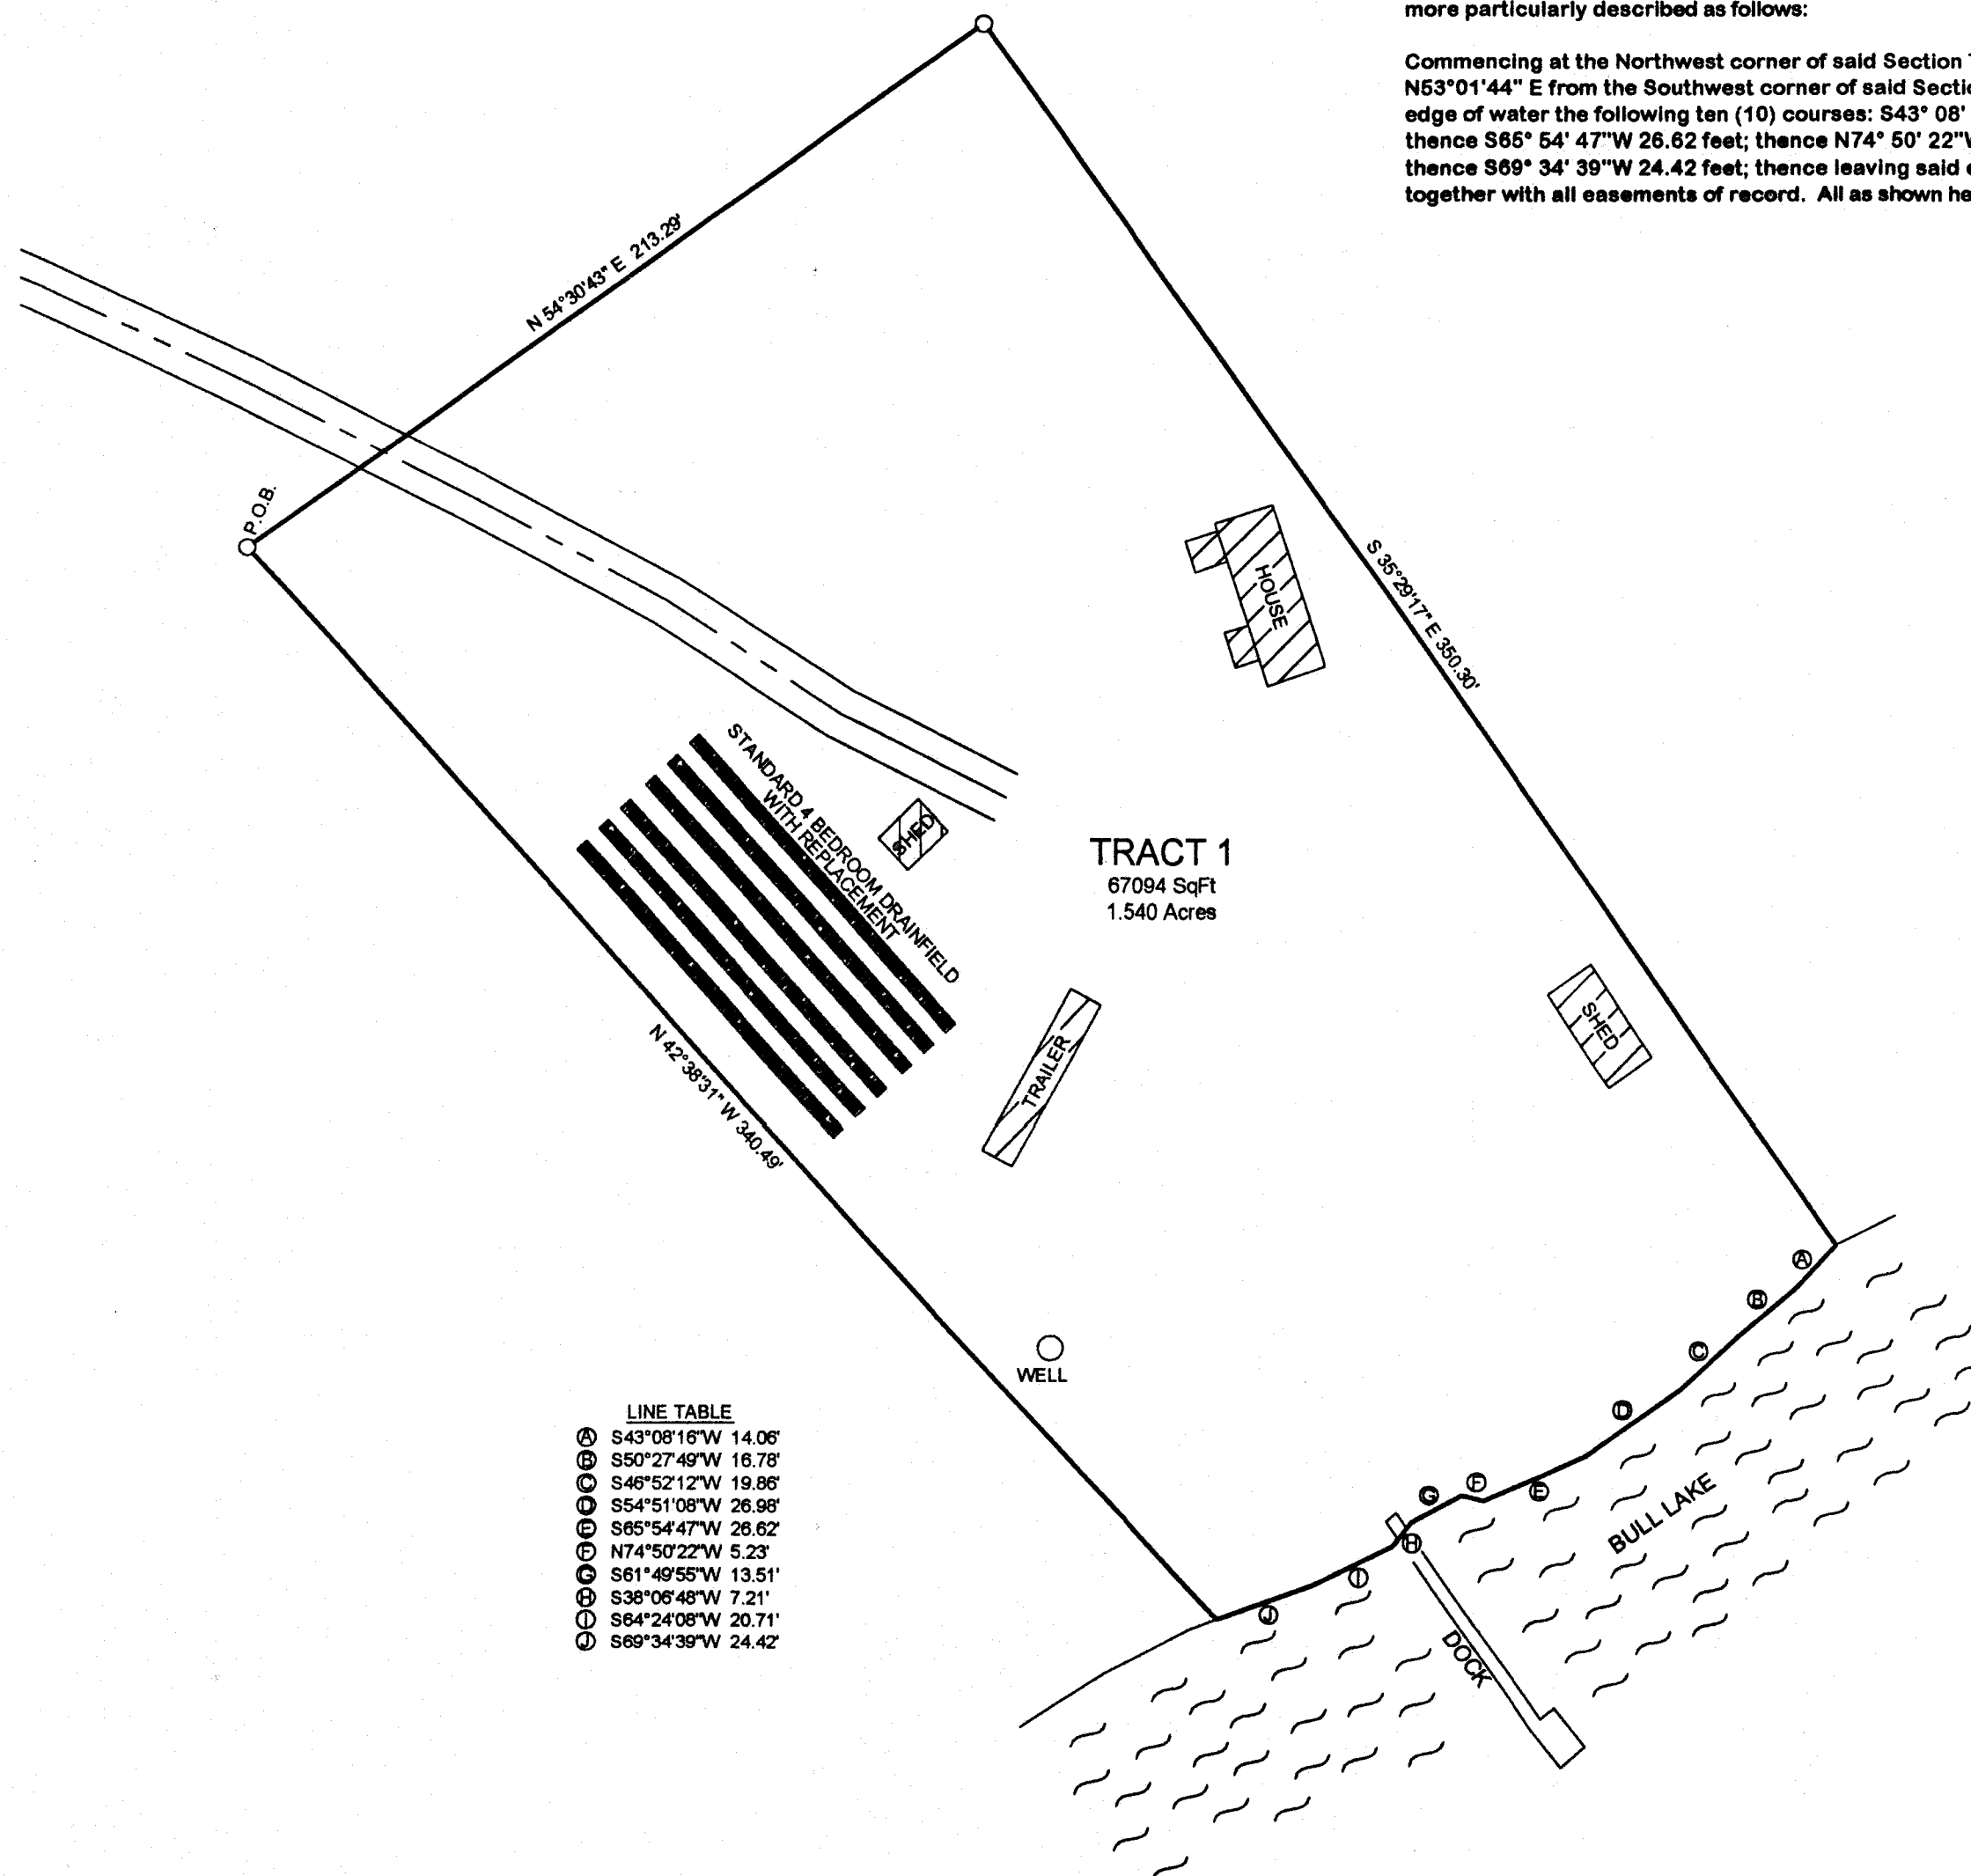 more particularly described as follows:
Commencing at the Northwest corner of said Section
N53°01'44" E from the Southwest corner of said
edge of water the following ten (10) courses: S43° 08'
thence S65° 54' 47"W 26.62 feet; thence N74° 50' 22"
thence S69° 34' 39"W 24.42 feet; thence leaving said
together with all easements of record. All as shown
N 54°30'43" E 213.29'
P.O.B.
HOUSE
S 35°29'17" E 350.30'
STANDARD 4 BEDROOM DRAINFIELD
WITH REPLACEMENT
SHED
TRACT 1
67094 SqFt
1.540 Acres
SHED
TRAILER
N 42°38'31" W 340.49'
WELL
A
B
C
D
E
F
G
H
I
J
BULL LAKE
DOCK
LINE TABLE
A S43°08'16"W 14.06'
B S50°27'49"W 16.78'
C S46°52'12"W 19.86'
D S54°51'08"W 26.98'
E S65°54'47"W 26.62'
F N74°50'22"W 5.23'
G S61°49'55"W 13.51'
H S38°06'48"W 7.21'
I S64°24'08"W 20.71'
J S69°34'39"W 24.42'